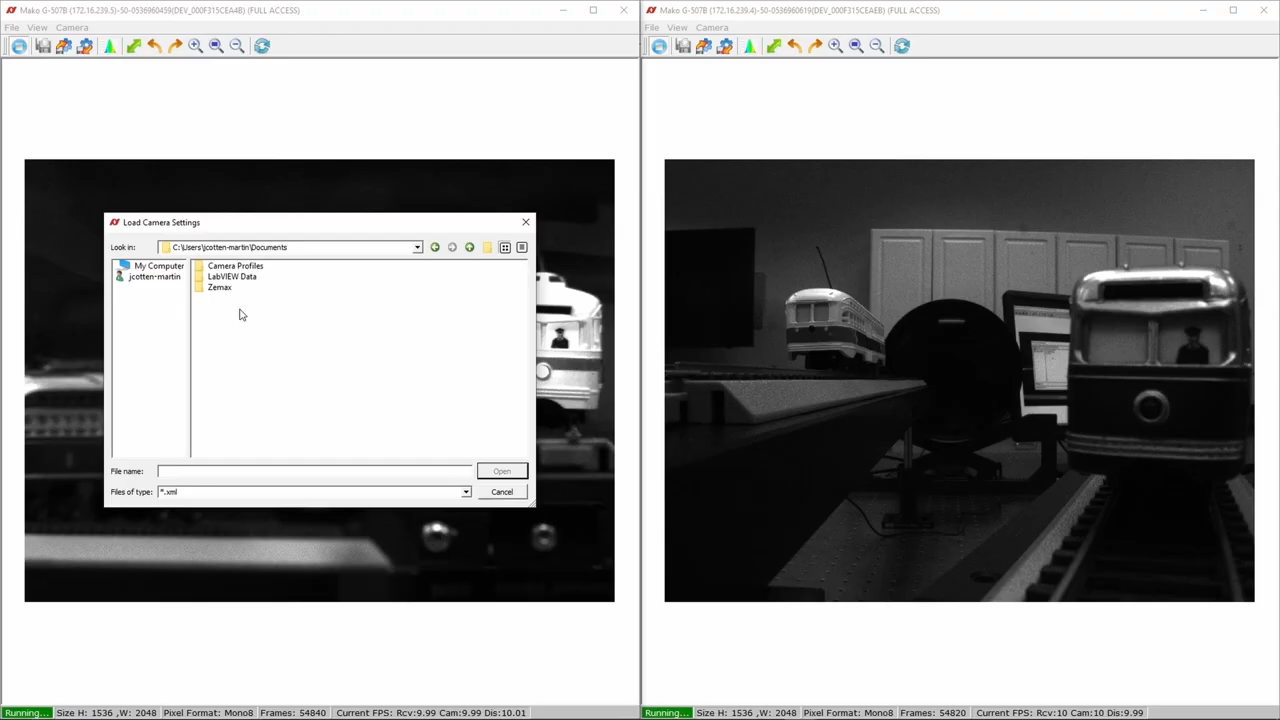 Mako G-507B (172.16.239.5)-50-0536960459(DEV_000F315CEA4B) (FULL ACCESS)
File View Camera
Load Camera Settings
Look in: C:\Users\jcotten-martin\Documents
My Computer
jcotten-martin
Camera Profiles
LabVIEW Data
Zemax
File name: Open
Files of type: *.xml Cancel
Running... Size H: 1536 ,W: 2048 Pixel Format: Mono8 Frames: 54840 Current FPS: Rcv:9.99 Cam:9.99 Dis:10.01
Mako G-507B (172.16.239.4)-50-0536960619(DEV_000F315CEAEB) (FULL ACCESS)
File View Camera
Running... Size H: 1536 ,W: 2048 Pixel Format: Mono8 Frames: 54820 Current FPS: Rcv:10 Cam:10 Dis:9.99